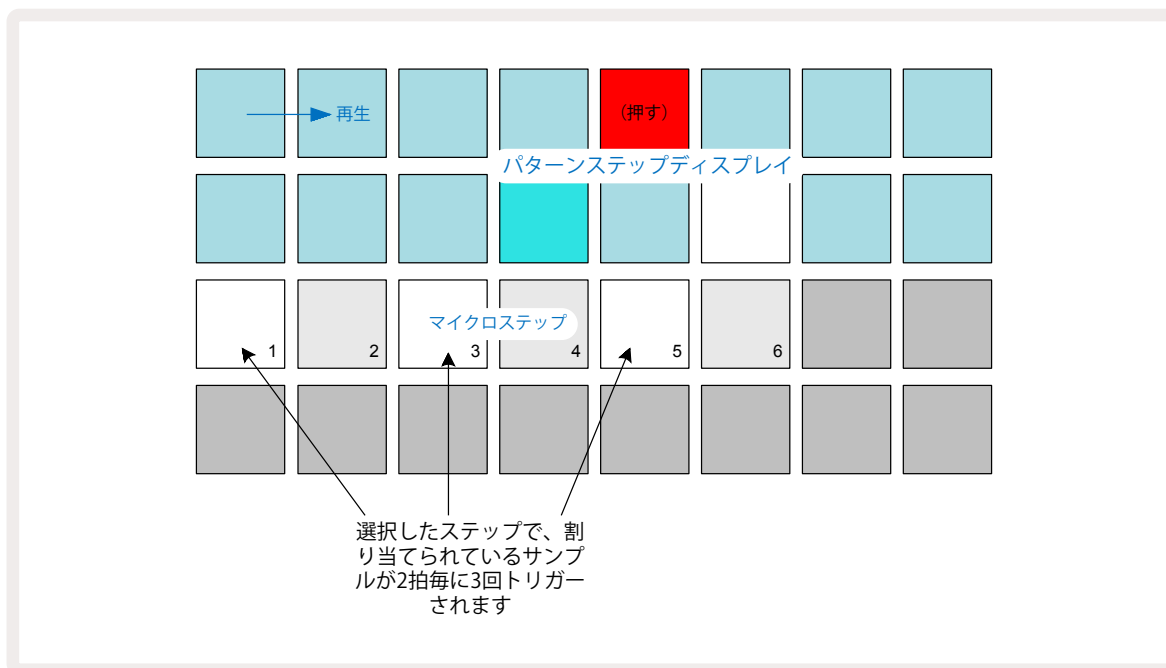 再生
（押す）
パターンステップディスプレイ
マイクロステップ
1
2
3
4
5
6
選択したステップで、割
り当てられているサンプ
ルが2拍毎に3回トリガー
されます